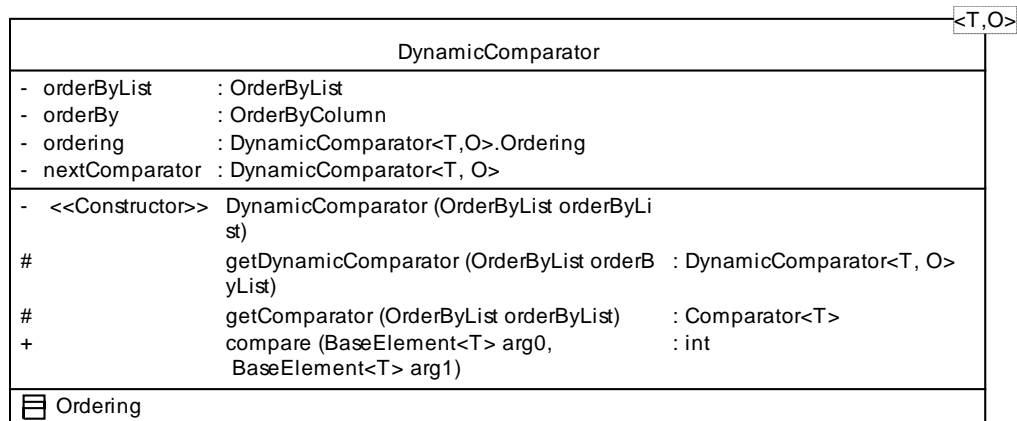 <T,O>
DynamicComparator
- orderByList : OrderByList
- orderBy : OrderByColumn
- ordering : DynamicComparator<T,O>.Ordering
- nextComparator : DynamicComparator<T, O>
- <<Constructor>> DynamicComparator (OrderByList orderByLi
st)
# getDynamicComparator (OrderByList orderB : DynamicComparator<T, O>
yList)
# getComparator (OrderByList orderByList) : Comparator<T>
+ compare (BaseElement<T> arg0, : int
BaseElement<T> arg1)
Ordering